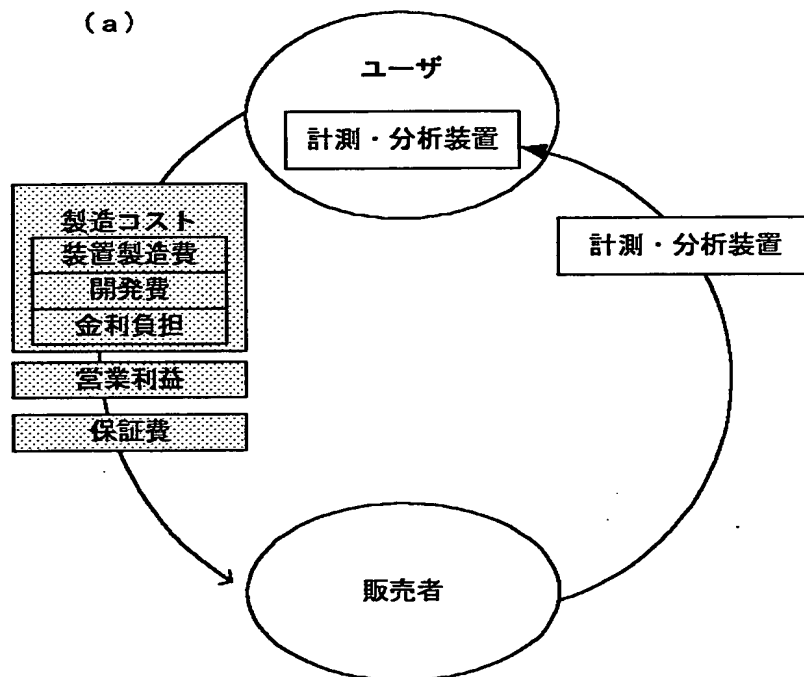 (a)
ユーザ
計測・分析装置
計測・分析装置
製造コスト
装置製造費
開発費
金利負担
営業利益
保証費
販売者